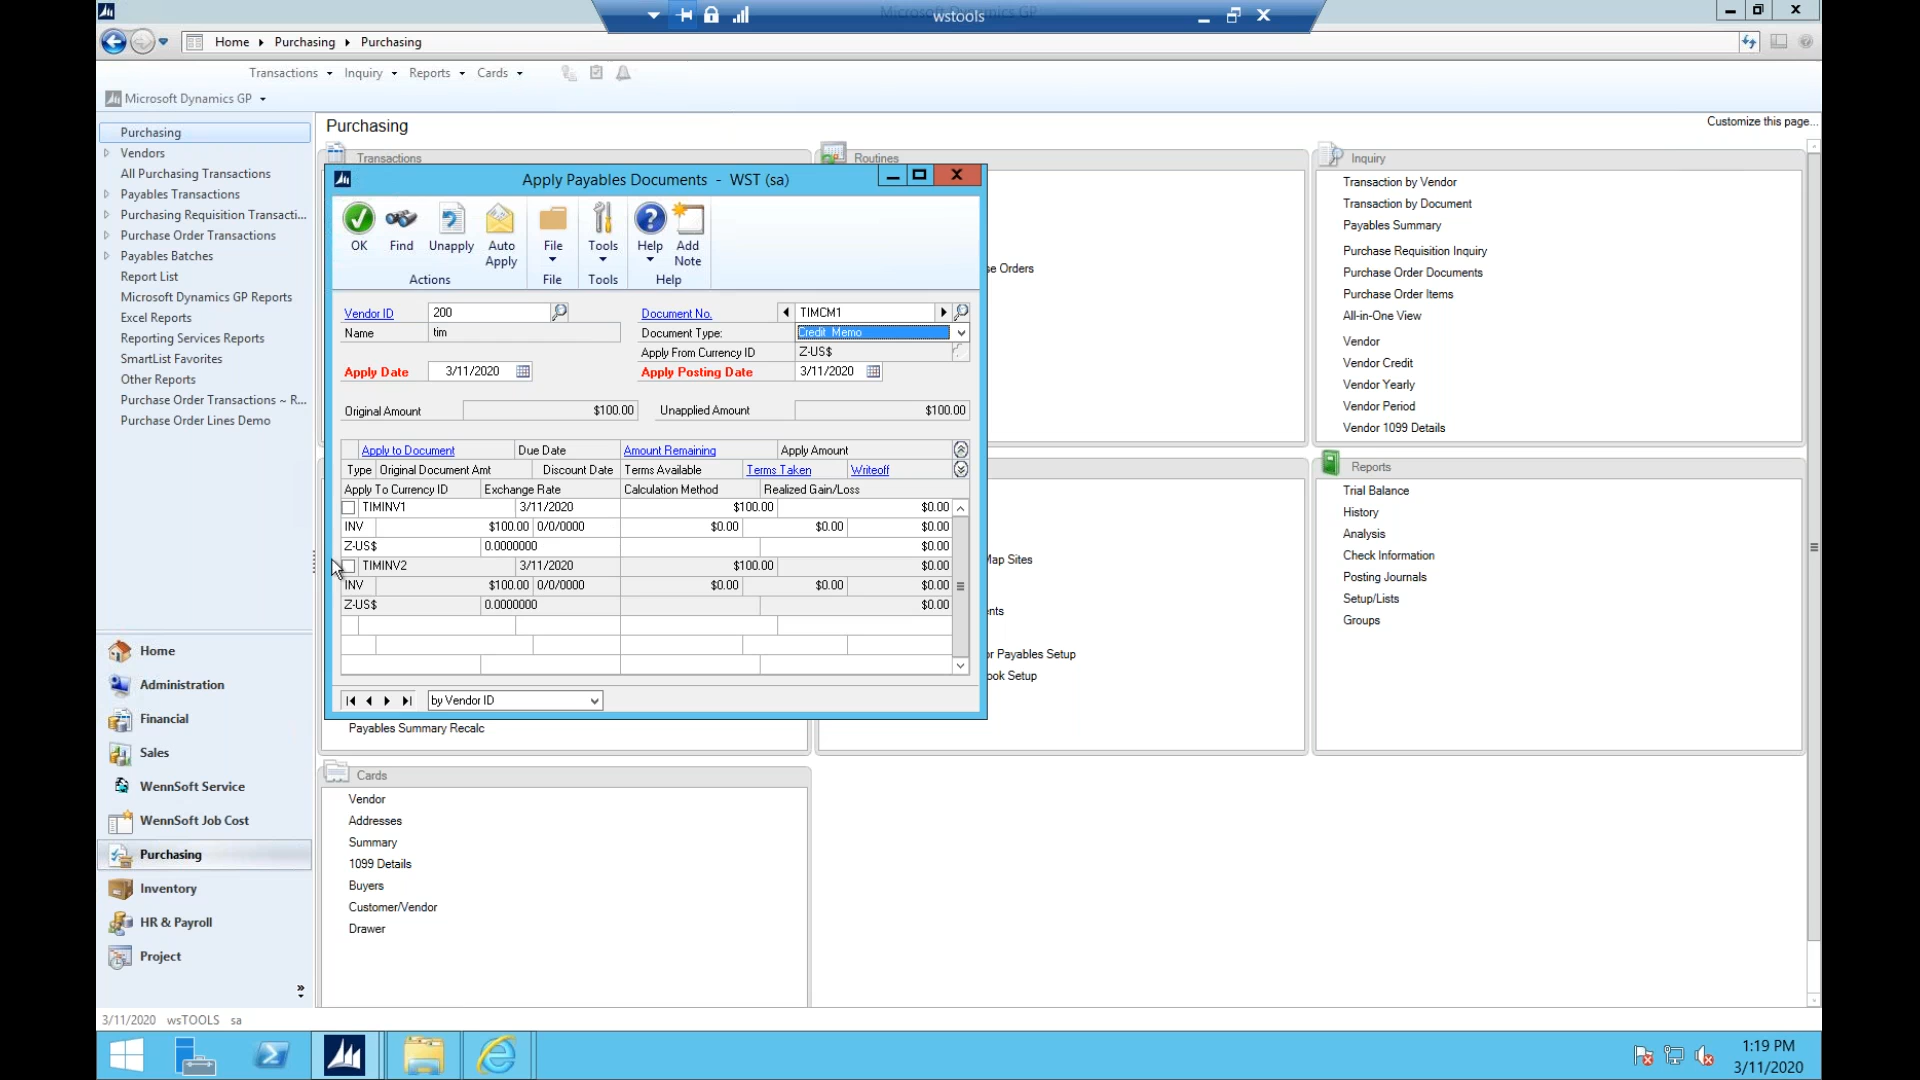 Microsoft Dynamics GP
wstools
Home Purchasing Purchasing
Transactions Inquiry Reports Cards
Microsoft Dynamics GP
Purchasing
Vendors
All Purchasing Transactions
Payables Transactions
Purchasing Requisition Transacti...
Purchase Order Transactions
Payables Batches
Report List
Microsoft Dynamics GP Reports
Excel Reports
Reporting Services Reports
SmartList Favorites
Other Reports
Purchase Order Transactions ~ R...
Purchase Order Lines Demo
Home
Administration
Financial
Sales
WennSoft Service
WennSoft Job Cost
Purchasing
Inventory
HR & Payroll
Project
Purchasing
Customize this page...
Transactions
Routines
Inquiry
Apply Payables Documents - WST (sa)
OK
Find
Unapply
Auto Apply
File
Tools
Help
Add Note
Actions
File
Tools
Help
Vendor ID 200
Document No. TIMCM1
Name tim
Document Type: Credit Memo
Apply From Currency ID Z-US$
Apply Date 3/11/2020
Apply Posting Date 3/11/2020
Original Amount $100.00
Unapplied Amount $100.00
Apply to Document Due Date Amount Remaining Apply Amount
Type Original Document Amt Discount Date Terms Available Terms Taken Writeoff
Apply To Currency ID Exchange Rate Calculation Method Realized Gain/Loss
TIMINV1 3/11/2020 $100.00 $0.00
INV $100.00 0/0/0000 $0.00 $0.00 $0.00
Z-US$ 0.0000000 $0.00
TIMINV2 3/11/2020 $100.00 $0.00
INV $100.00 0/0/0000 $0.00 $0.00 $0.00
Z-US$ 0.0000000 $0.00
by Vendor ID
Payables Summary Recalc
se Orders
Map Sites
ents
or Payables Setup
ook Setup
Transaction by Vendor
Transaction by Document
Payables Summary
Purchase Requisition Inquiry
Purchase Order Documents
Purchase Order Items
All-in-One View
Vendor
Vendor Credit
Vendor Yearly
Vendor Period
Vendor 1099 Details
Reports
Trial Balance
History
Analysis
Check Information
Posting Journals
Setup/Lists
Groups
Cards
Vendor
Addresses
Summary
1099 Details
Buyers
Customer/Vendor
Drawer
3/11/2020 wsTOOLS sa
1:19 PM
3/11/2020